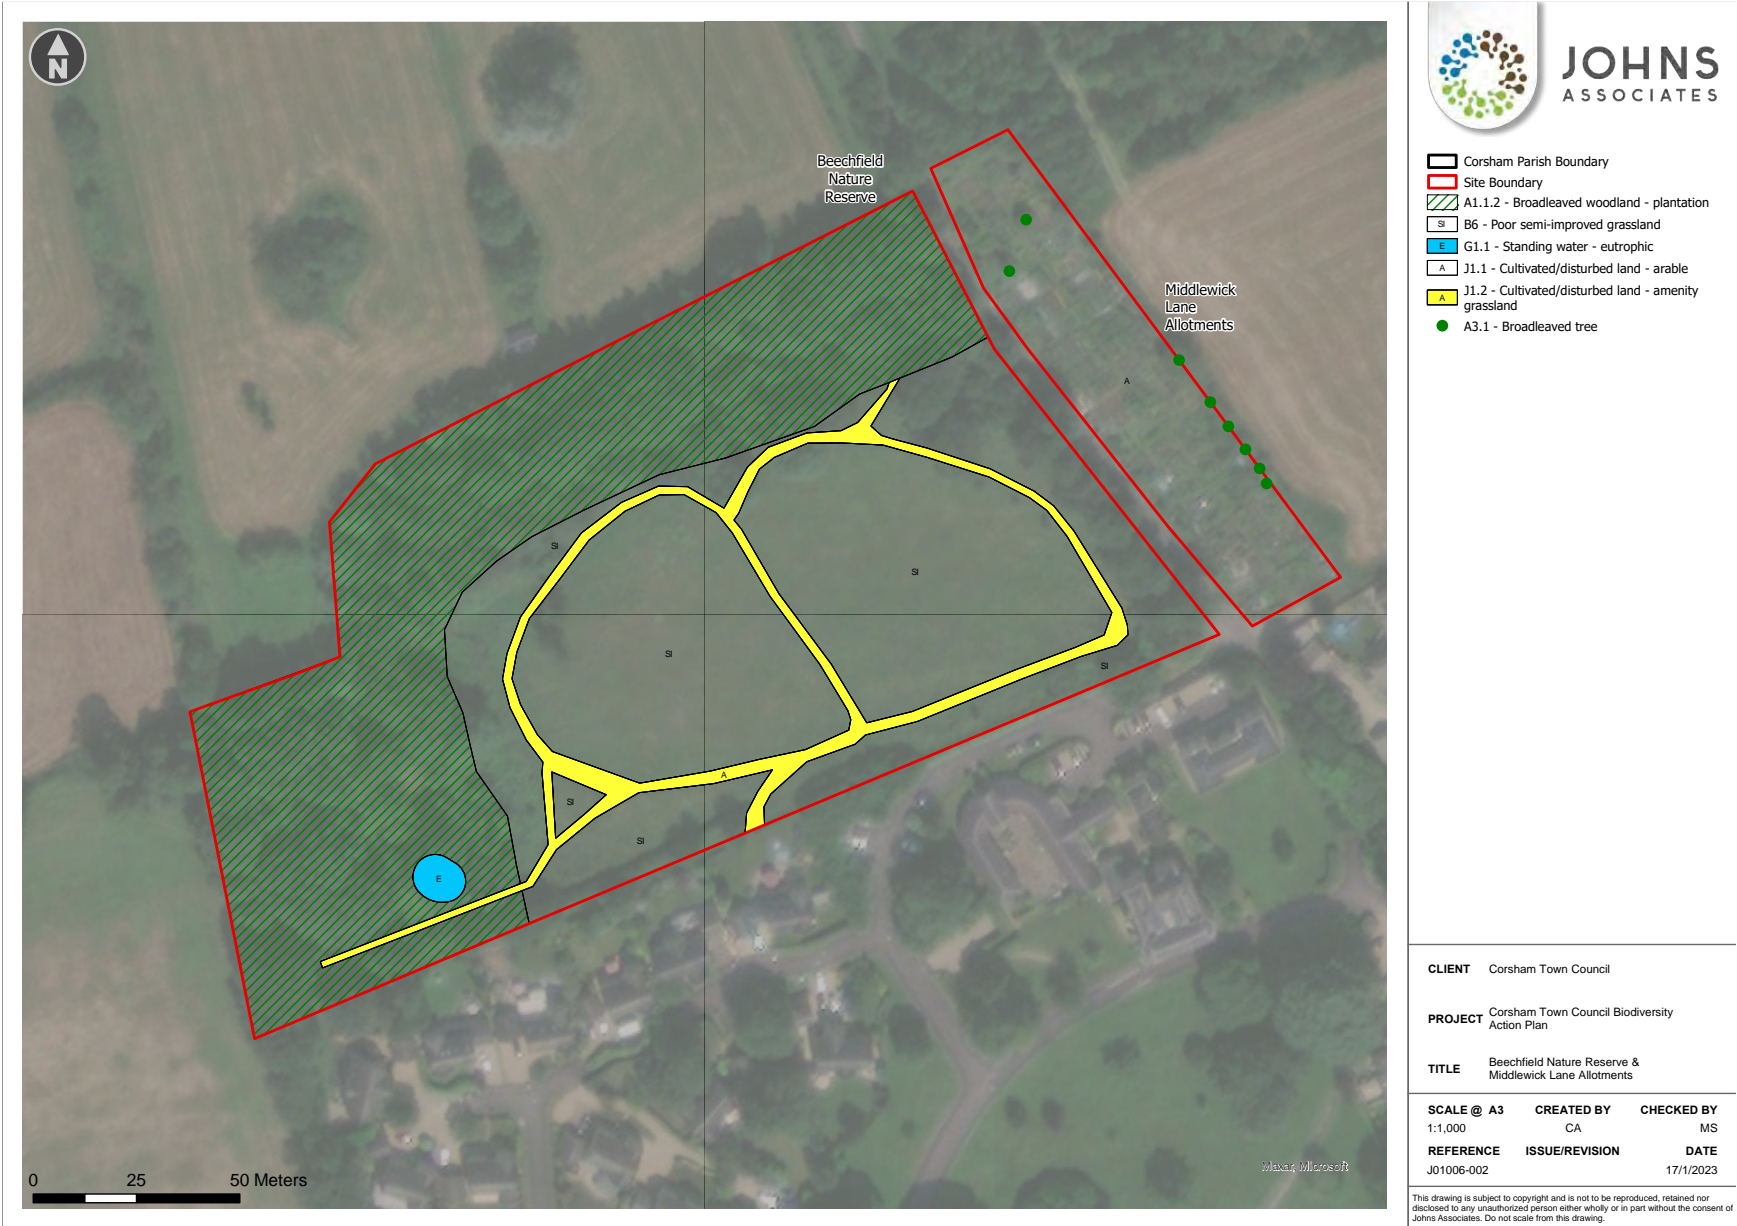 N
Beechfield
Nature
Reserve
Middlewick
Lane
Allotments
A
SI
SI
SI
SI
A
SI
SI
E
0 25 50 Meters
Maxar, Microsoft
JOHNS
ASSOCIATES
Corsham Parish Boundary
Site Boundary
A1.1.2 - Broadleaved woodland - plantation
SI B6 - Poor semi-improved grassland
E G1.1 - Standing water - eutrophic
A J1.1 - Cultivated/disturbed land - arable
A J1.2 - Cultivated/disturbed land - amenity
grassland
A3.1 - Broadleaved tree
CLIENT Corsham Town Council
PROJECT Corsham Town Council Biodiversity
Action Plan
TITLE Beechfield Nature Reserve &
Middlewick Lane Allotments
SCALE @ A3 CREATED BY CHECKED BY
1:1,000 CA MS
REFERENCE ISSUE/REVISION DATE
J01006-002 17/1/2023
This drawing is subject to copyright and is not to be reproduced, retained nor
disclosed to any unauthorized person either wholly or in part without the consent of
Johns Associates. Do not scale from this drawing.